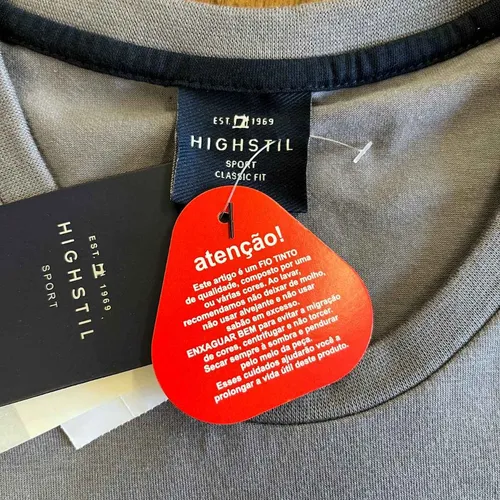 EST. 1969
HIGHSTIL
SPORT
CLASSIC FIT
EST. 1969
HIGHSTIL
SPORT
atenção!
Este artigo é um FIO TINTO
de qualidade, composto por uma
ou várias cores. Ao lavar,
recomendamos não deixar de molho,
não usar alvejante e não usar
sabão em excesso.
ENXAGUAR BEM para evitar a migração
de cores, centrifugar e não torcer.
Secar sempre à sombra e pendurar
pelo meio da peça.
Esses cuidados ajudarão você a
prolongar a vida útil deste produto.